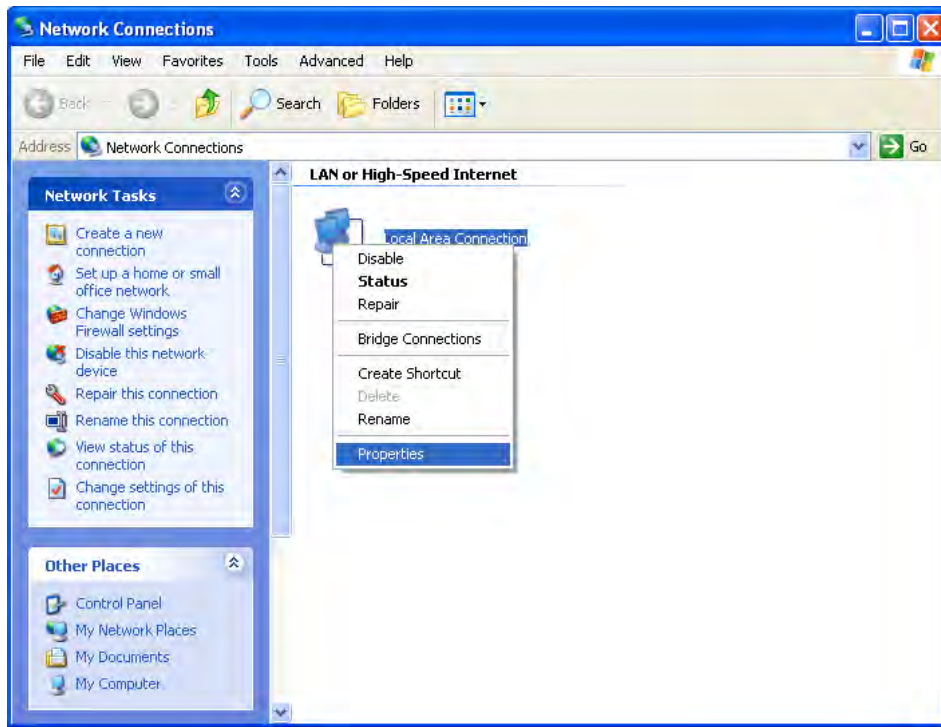 Network Connections
File Edit View Favorites Tools Advanced Help
Back Search Folders
Address Network Connections Go
Network Tasks
Create a new
connection
Set up a home or small
office network
Change Windows
Firewall settings
Disable this network
device
Repair this connection
Rename this connection
View status of this
connection
Change settings of this
connection
Other Places
Control Panel
My Network Places
My Documents
My Computer
LAN or High-Speed Internet
Local Area Connection
Disable
Status
Repair
Bridge Connections
Create Shortcut
Delete
Rename
Properties